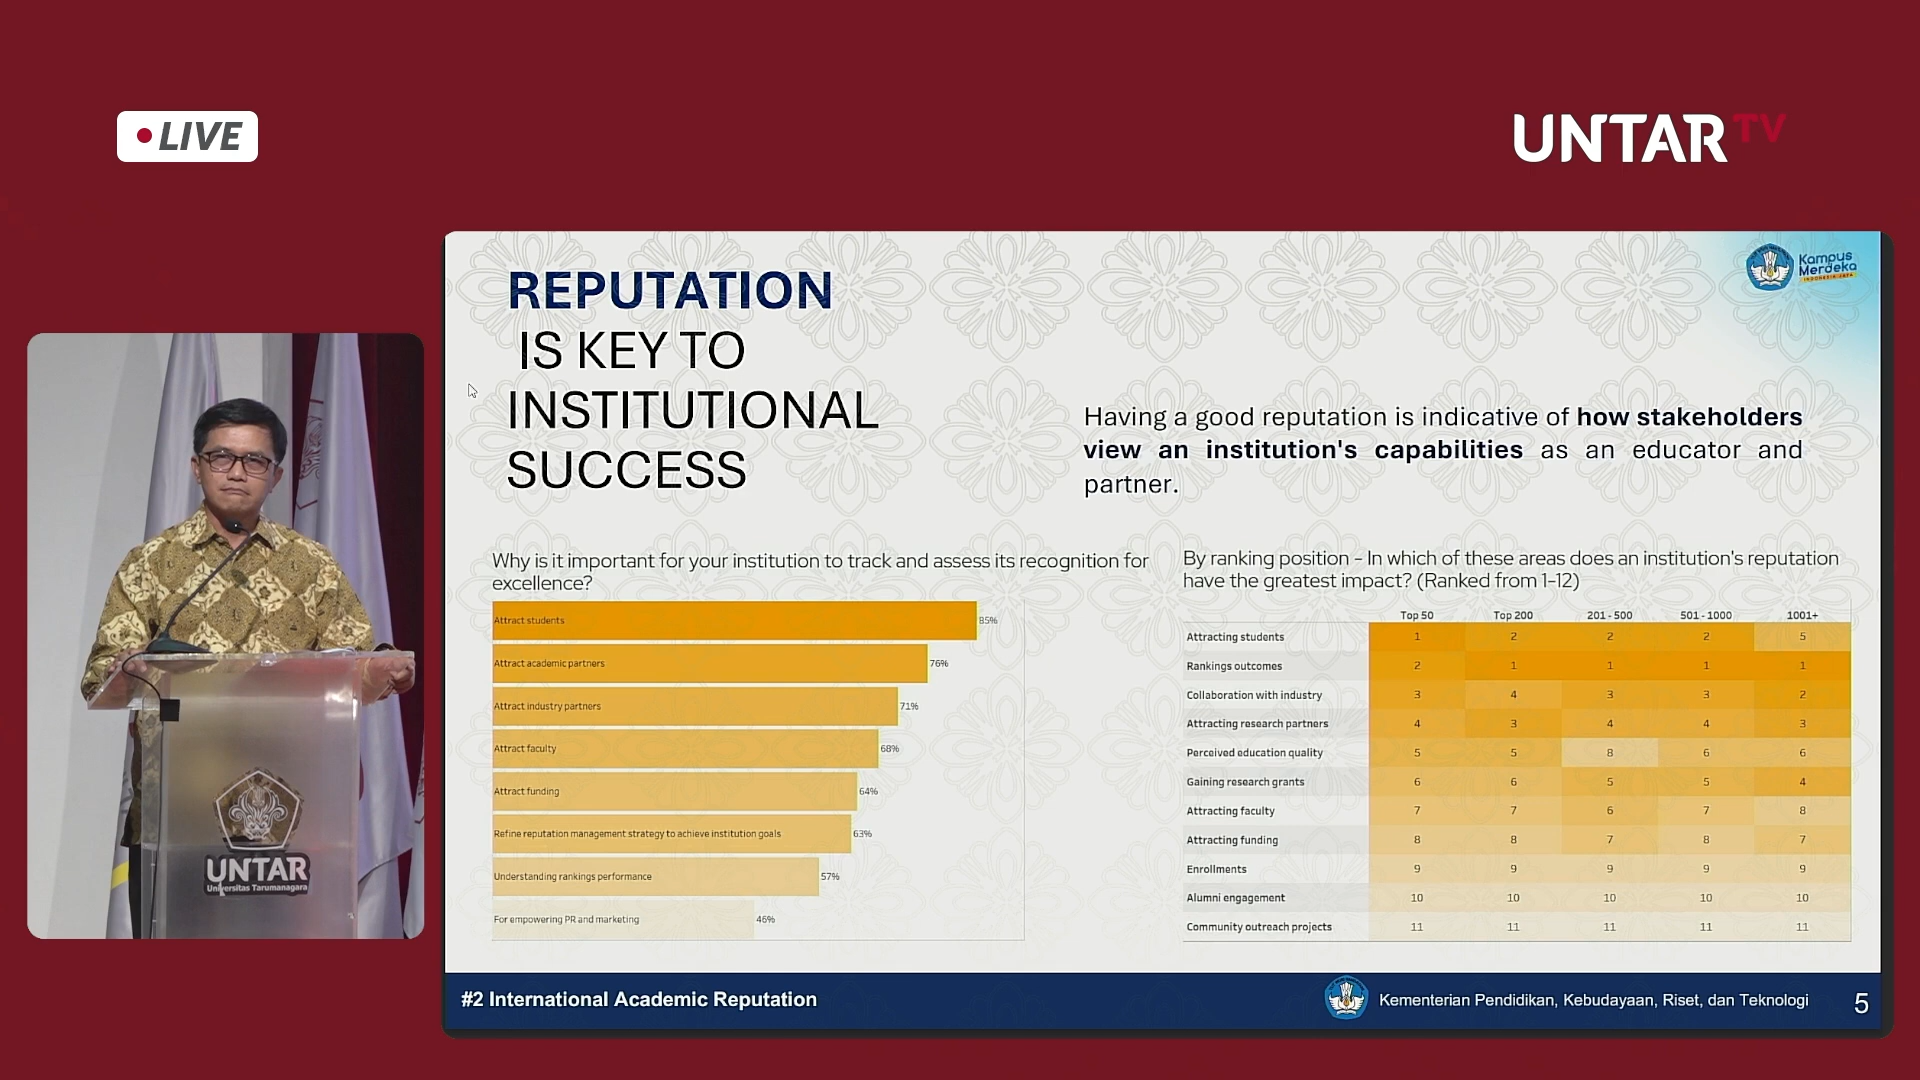 LIVE
UNTAR TV
Kampus
Merdeka
INDONESIA JAYA
REPUTATION
IS KEY TO
INSTITUTIONAL
SUCCESS
Having a good reputation is indicative of how stakeholders
view an institution's capabilities as an educator and
partner.
Why is it important for your institution to track and assess its recognition for
excellence?
Attract students 85%
Attract academic partners 76%
Attract industry partners 71%
Attract faculty 68%
Attract funding 64%
Refine reputation management strategy to achieve institution goals 63%
Understanding rankings performance 57%
For empowering PR and marketing 46%
By ranking position – In which of these areas does an institution's reputation
have the greatest impact? (Ranked from 1-12)
Top 50 Top 200 201 - 500 501 - 1000 1001+
Attracting students 1 2 2 2 5
Rankings outcomes 2 1 1 1 1
Collaboration with industry 3 4 3 3 2
Attracting research partners 4 3 4 4 3
Perceived education quality 5 5 8 6 6
Gaining research grants 6 6 5 5 4
Attracting faculty 7 7 6 7 8
Attracting funding 8 8 7 8 7
Enrollments 9 9 9 9 9
Alumni engagement 10 10 10 10 10
Community outreach projects 11 11 11 11 11
UNTAR
Universitas Tarumanagara
#2 International Academic Reputation
Kementerian Pendidikan, Kebudayaan, Riset, dan Teknologi
5